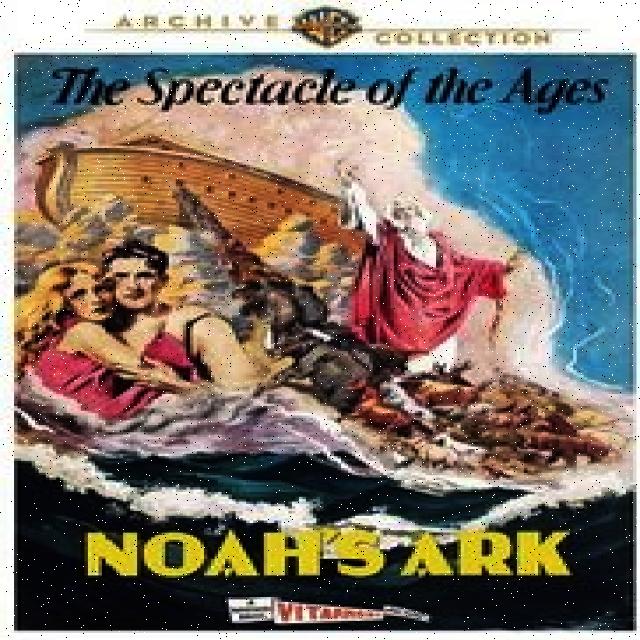 ARCHIVE
COLLECTION
The Spectacle of the Ages
NOAH'S ARK
VITAPHONE